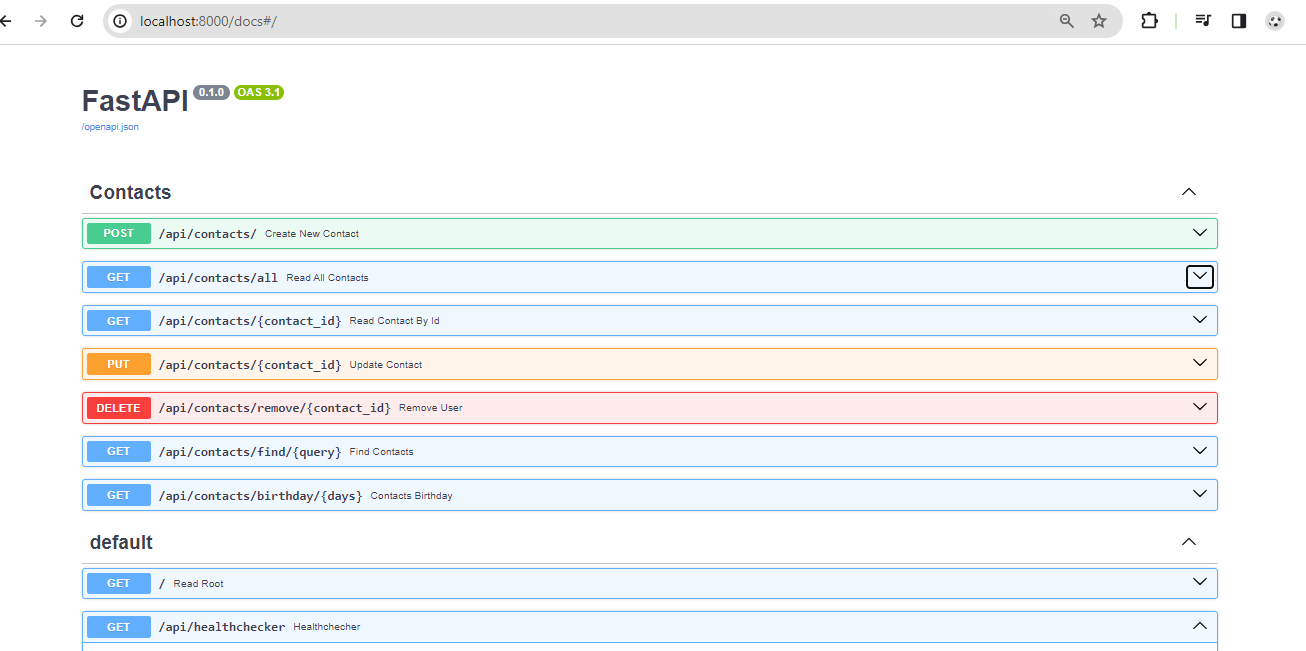 localhost:8000/docs#/
FastAPI 0.1.0 OAS 3.1
/openapi.json
Contacts
POST /api/contacts/ Create New Contact
GET /api/contacts/all Read All Contacts
GET /api/contacts/{contact_id} Read Contact By Id
PUT /api/contacts/{contact_id} Update Contact
DELETE /api/contacts/remove/{contact_id} Remove User
GET /api/contacts/find/{query} Find Contacts
GET /api/contacts/birthday/{days} Contacts Birthday
default
GET / Read Root
GET /api/healthchecker Healthchecher